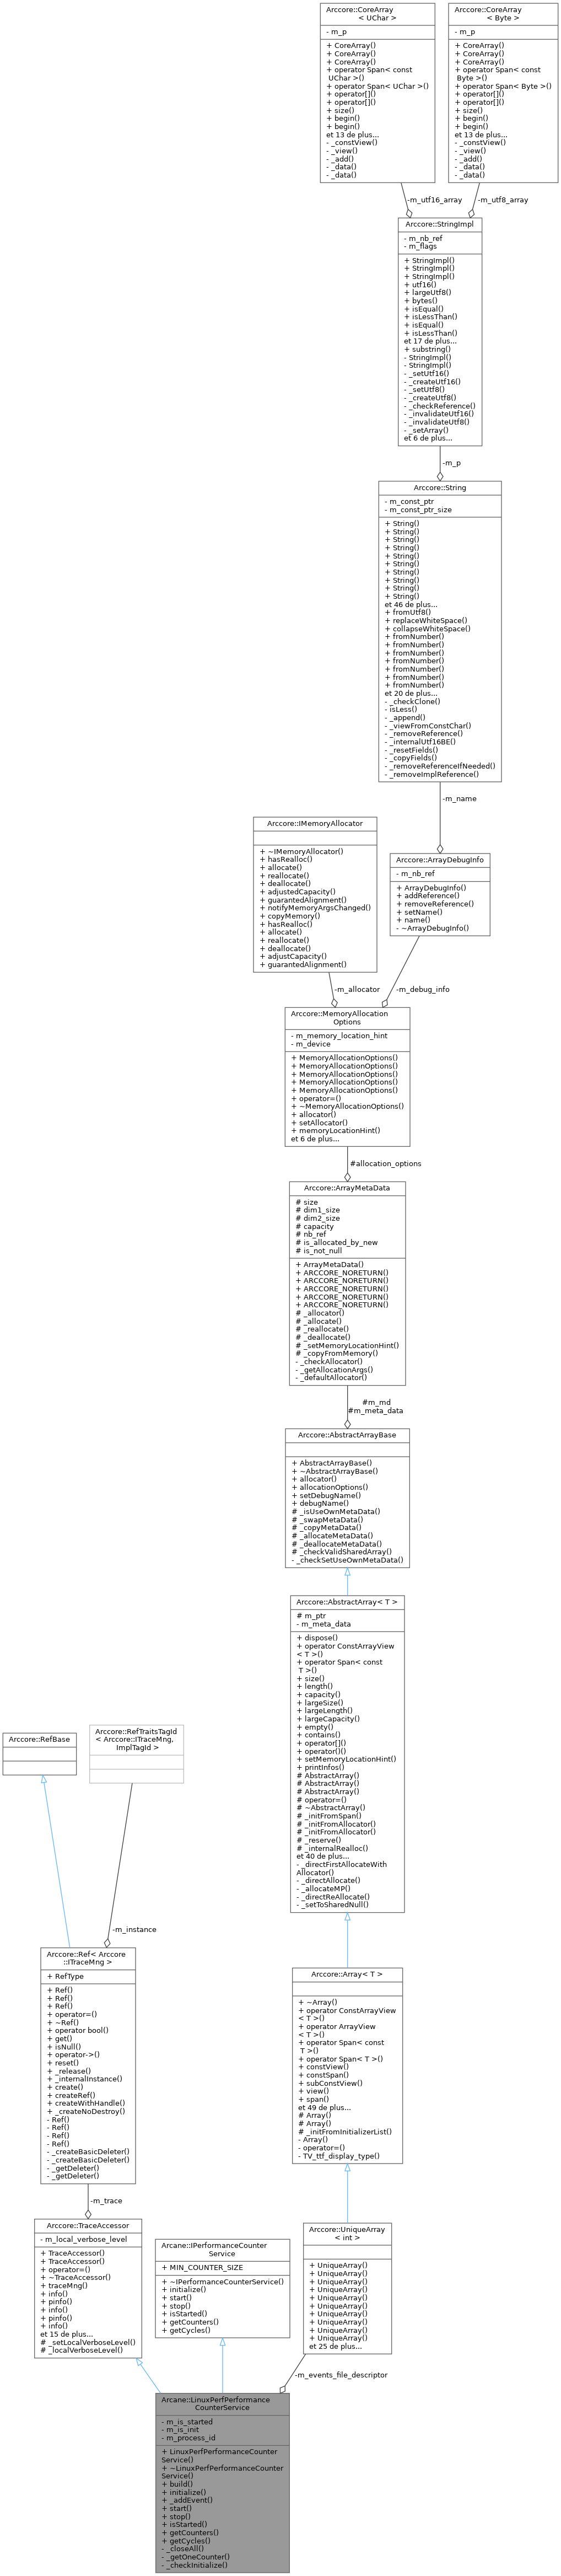 Arccore::CoreArray
< UChar >
- m_p
+ CoreArray()
+ CoreArray()
+ CoreArray()
+ operator Span< const
UChar >()
+ operator Span< UChar >()
+ operator[]()
+ operator[]()
+ size()
+ begin()
+ begin()
et 13 de plus...
- _constView()
- _view()
- _add()
- _data()
- _data()
Arccore::CoreArray
< Byte >
- m_p
+ CoreArray()
+ CoreArray()
+ CoreArray()
+ operator Span< const
Byte >()
+ operator Span< Byte >()
+ operator[]()
+ operator[]()
+ size()
+ begin()
+ begin()
et 13 de plus...
- _constView()
- _view()
- _add()
- _data()
- _data()
-m_utf16_array
-m_utf8_array
Arccore::StringImpl
- m_nb_ref
- m_flags
+ StringImpl()
+ StringImpl()
+ StringImpl()
+ utf16()
+ largeUtf8()
+ bytes()
+ isEqual()
+ isLessThan()
+ isEqual()
+ isLessThan()
et 17 de plus...
+ substring()
- StringImpl()
- StringImpl()
- _setUtf16()
- _createUtf16()
- _setUtf8()
- _createUtf8()
- _checkReference()
- _invalidateUtf16()
- _invalidateUtf8()
- _setArray()
et 6 de plus...
-m_p
Arccore::String
- m_const_ptr
- m_const_ptr_size
+ String()
+ String()
+ String()
+ String()
+ String()
+ String()
+ String()
+ String()
+ String()
+ String()
et 46 de plus...
+ fromUtf8()
+ replaceWhiteSpace()
+ collapseWhiteSpace()
+ fromNumber()
+ fromNumber()
+ fromNumber()
+ fromNumber()
+ fromNumber()
+ fromNumber()
+ fromNumber()
et 20 de plus...
- _checkClone()
- isLess()
- _append()
- _viewFromConstChar()
- _removeReference()
- _internalUtf16BE()
- _resetFields()
- _copyFields()
- _removeReferenceIfNeeded()
- _removeImplReference()
-m_name
Arccore::IMemoryAllocator
+ ~IMemoryAllocator()
+ hasRealloc()
+ allocate()
+ reallocate()
+ deallocate()
+ adjustedCapacity()
+ guarantedAlignment()
+ notifyMemoryArgsChanged()
+ copyMemory()
+ hasRealloc()
+ allocate()
+ reallocate()
+ deallocate()
+ adjustCapacity()
+ guarantedAlignment()
Arccore::ArrayDebugInfo
- m_nb_ref
+ ArrayDebugInfo()
+ addReference()
+ removeReference()
+ setName()
+ name()
- ~ArrayDebugInfo()
-m_allocator
-m_debug_info
Arccore::MemoryAllocation
Options
- m_memory_location_hint
- m_device
+ MemoryAllocationOptions()
+ MemoryAllocationOptions()
+ MemoryAllocationOptions()
+ MemoryAllocationOptions()
+ MemoryAllocationOptions()
+ operator=()
+ ~MemoryAllocationOptions()
+ allocator()
+ setAllocator()
+ memoryLocationHint()
et 6 de plus...
#allocation_options
Arccore::ArrayMetaData
# size
# dim1_size
# dim2_size
# capacity
# nb_ref
# is_allocated_by_new
# is_not_null
+ ArrayMetaData()
+ ARCCORE_NORETURN()
+ ARCCORE_NORETURN()
+ ARCCORE_NORETURN()
+ ARCCORE_NORETURN()
+ ARCCORE_NORETURN()
# _allocator()
# _allocate()
# _reallocate()
# _deallocate()
# _setMemoryLocationHint()
# _copyFromMemory()
- _checkAllocator()
- _getAllocationArgs()
- _defaultAllocator()
#m_md
#m_meta_data
Arccore::AbstractArrayBase
+ AbstractArrayBase()
+ ~AbstractArrayBase()
+ allocator()
+ allocationOptions()
+ setDebugName()
+ debugName()
# _isUseOwnMetaData()
# _swapMetaData()
# _copyMetaData()
# _allocateMetaData()
# _deallocateMetaData()
# _checkValidSharedArray()
- _checkSetUseOwnMetaData()
Arccore::AbstractArray< T >
# m_ptr
- m_meta_data
+ dispose()
+ operator ConstArrayView
< T >()
+ operator Span< const
T >()
+ size()
+ length()
+ capacity()
+ largeSize()
+ largeLength()
+ largeCapacity()
+ empty()
+ contains()
+ operator[]()
+ operator()()
+ setMemoryLocationHint()
+ printInfos()
# AbstractArray()
# AbstractArray()
# AbstractArray()
# operator=()
# ~AbstractArray()
# _initFromSpan()
# _initFromAllocator()
# _initFromAllocator()
# _reserve()
# _internalRealloc()
et 40 de plus...
- _directFirstAllocateWith
Allocator()
- _directAllocate()
- _allocateMP()
- _directReAllocate()
- _setToSharedNull()
Arccore::RefBase
Arccore::RefTraitsTagId
< Arccore::ITraceMng,
ImplTagId >
-m_instance
Arccore::Ref< Arccore
::ITraceMng >
+ RefType
+ Ref()
+ Ref()
+ Ref()
+ operator=()
+ ~Ref()
+ operator bool()
+ get()
+ isNull()
+ operator->()
+ reset()
+ _release()
+ _internalInstance()
+ create()
+ createRef()
+ createWithHandle()
+ _createNoDestroy()
- Ref()
- Ref()
- Ref()
- Ref()
- _createBasicDeleter()
- _createBasicDeleter()
- _getDeleter()
- _getDeleter()
Arccore::Array< T >
+ ~Array()
+ operator ConstArrayView
< T >()
+ operator ArrayView
< T >()
+ operator Span< const
T >()
+ operator Span< T >()
+ constView()
+ constSpan()
+ subConstView()
+ view()
+ span()
et 49 de plus...
# Array()
# Array()
# _initFromInitializerList()
- Array()
- operator=()
- TV_ttf_display_type()
-m_trace
Arccore::TraceAccessor
- m_local_verbose_level
+ TraceAccessor()
+ TraceAccessor()
+ operator=()
+ ~TraceAccessor()
+ traceMng()
+ info()
+ pinfo()
+ info()
+ pinfo()
+ info()
et 15 de plus...
# _setLocalVerboseLevel()
# _localVerboseLevel()
Arcane::IPerformanceCounter
Service
+ MIN_COUNTER_SIZE
+ ~IPerformanceCounterService()
+ initialize()
+ start()
+ stop()
+ isStarted()
+ getCounters()
+ getCycles()
Arccore::UniqueArray
< int >
+ UniqueArray()
+ UniqueArray()
+ UniqueArray()
+ UniqueArray()
+ UniqueArray()
+ UniqueArray()
+ UniqueArray()
+ UniqueArray()
+ UniqueArray()
+ UniqueArray()
et 25 de plus...
-m_events_file_descriptor
Arcane::LinuxPerfPerformance
CounterService
- m_is_started
- m_is_init
- m_process_id
+ LinuxPerfPerformanceCounter
Service()
+ ~LinuxPerfPerformanceCounter
Service()
+ build()
+ initialize()
+ _addEvent()
+ start()
+ stop()
+ isStarted()
+ getCounters()
+ getCycles()
- _closeAll()
- _getOneCounter()
- _checkInitialize()